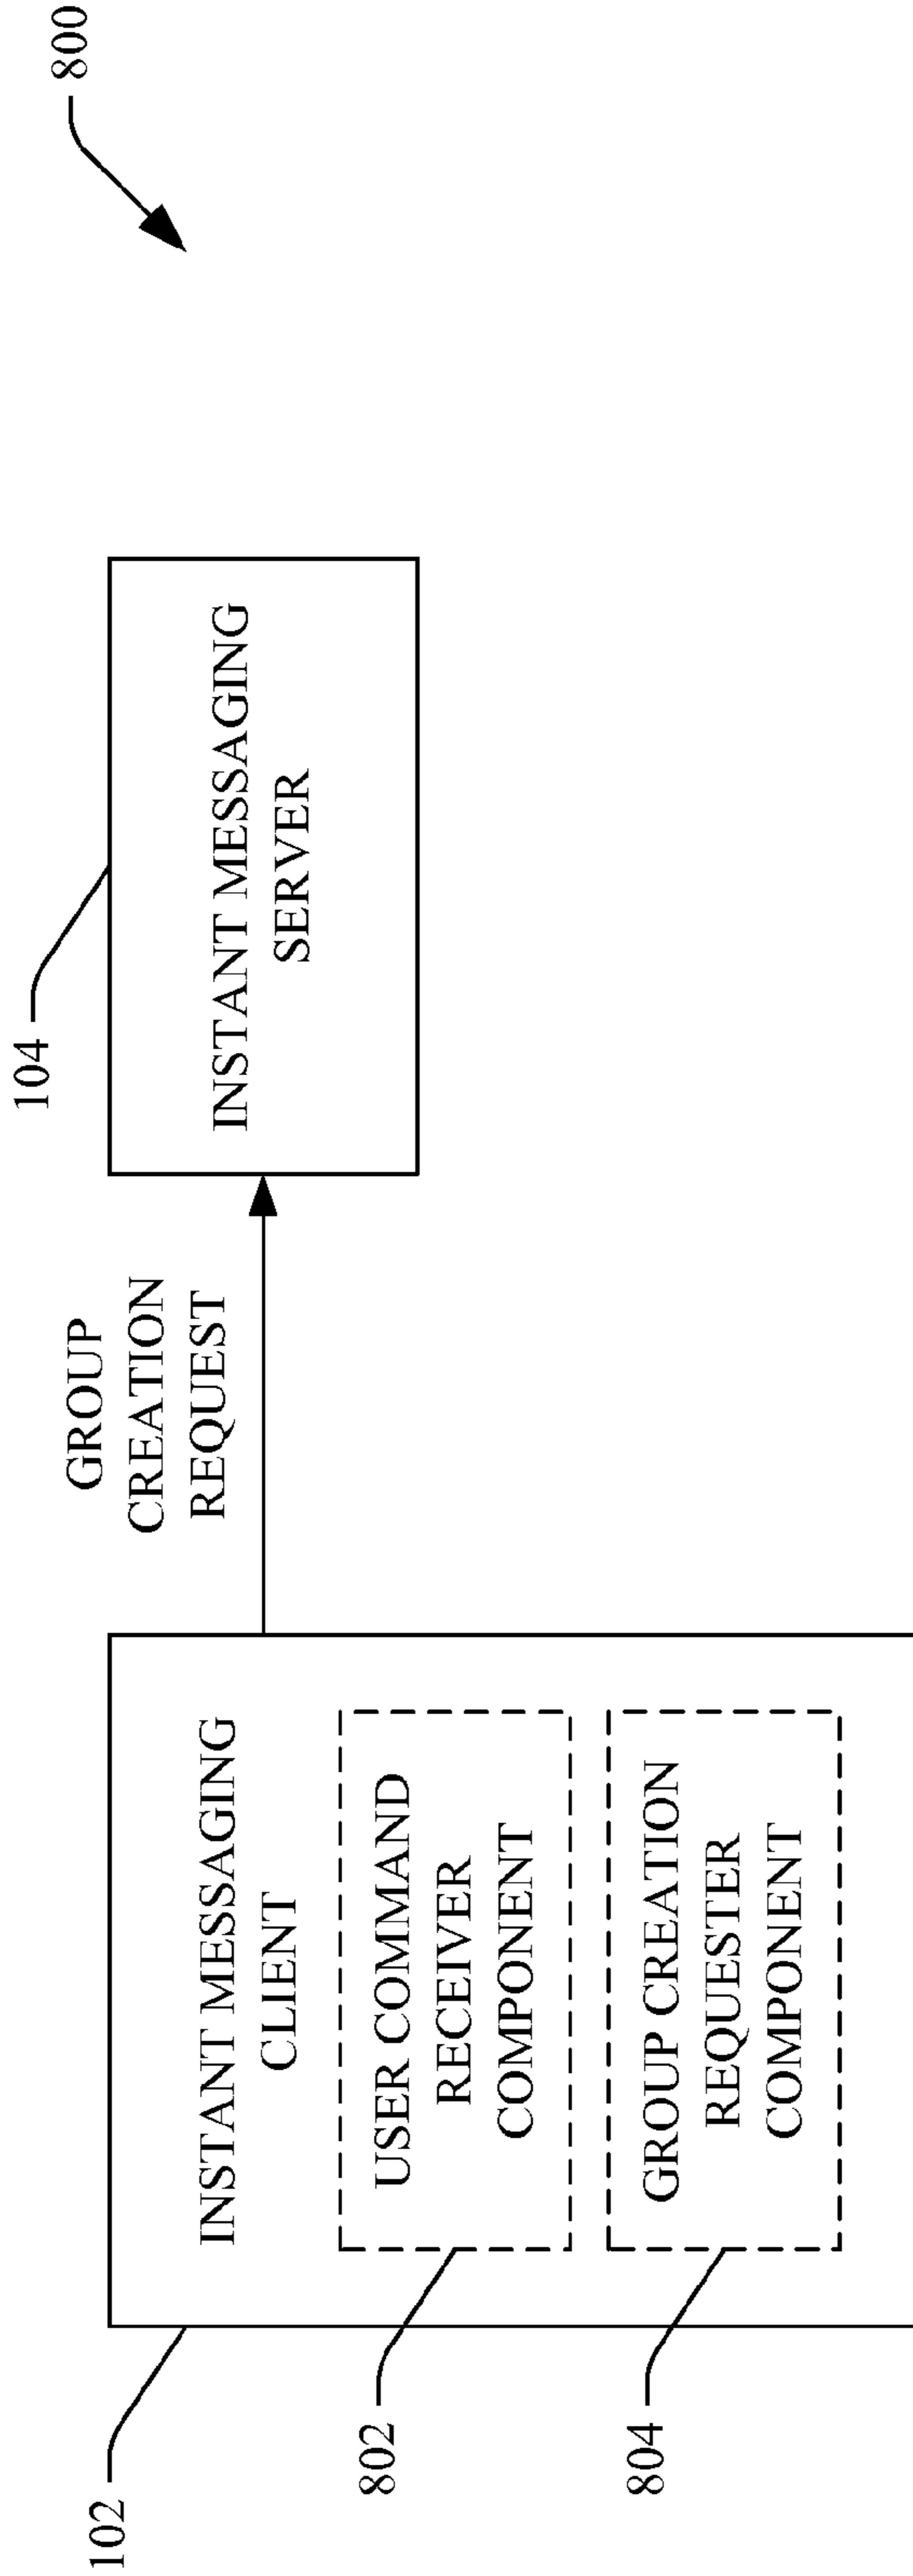 800
104
INSTANT MESSAGING
SERVER
GROUP
CREATION
REQUEST
102
INSTANT MESSAGING
CLIENT
802
USER COMMAND
RECEIVER
COMPONENT
804
GROUP CREATION
REQUESTER
COMPONENT